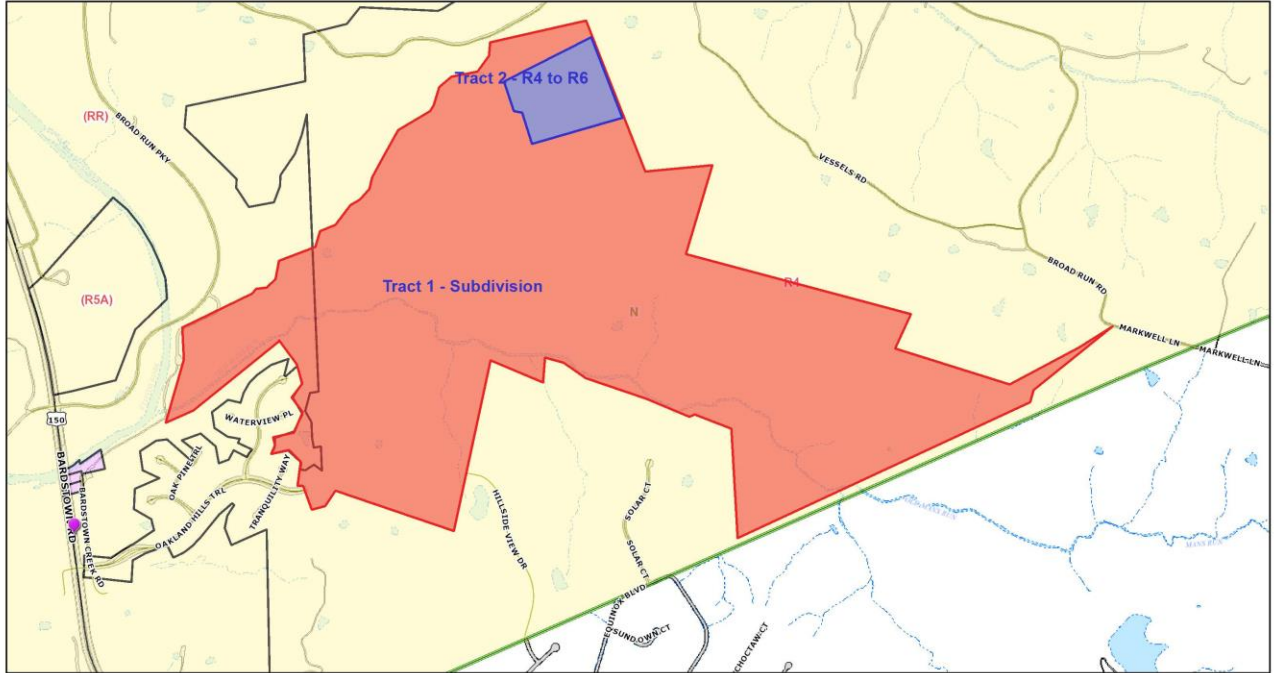 Tract 2 - R4 to R6
(RR)
BROAD RUN PKY
VESSELS RD
(R5A)
Tract 1 - Subdivision
R4
N
BROAD RUN RD
MARKWELL LN
MARKWELL LN
150
WATERVIEW PL
OAK PINE TRL
TRANQUILITY WAY
OAKLAND HILLS TRL
BARDSTOWN RD
BARDSTOWN CREEK RD
HILLSIDE VIEW DR
SOLAR CT
SOLAR CT
EQUINOX BLVD
SUNDOWN CT
CHOCTAW CT